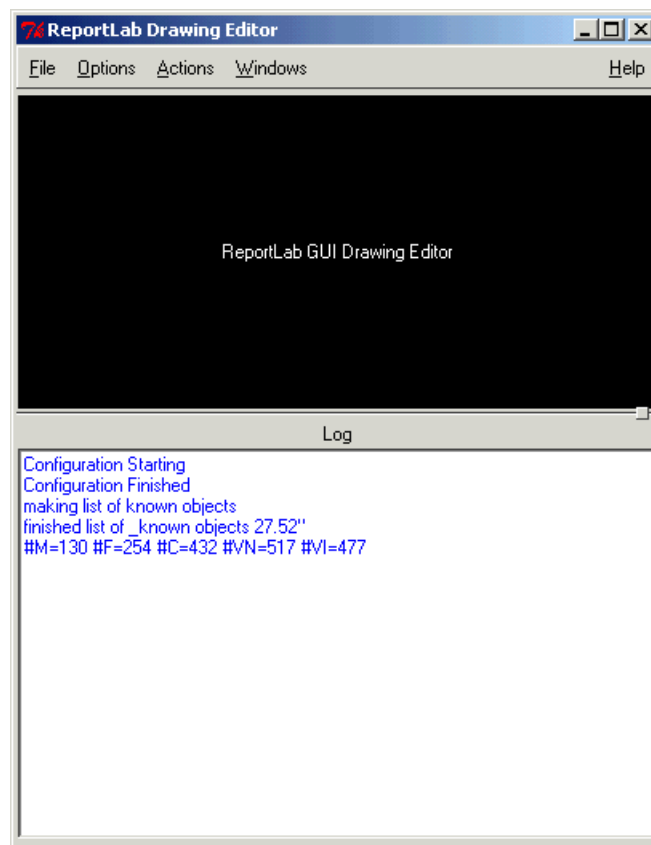 ReportLab Drawing Editor
File Options Actions Windows Help
ReportLab GUI Drawing Editor
Log
Configuration Starting
Configuration Finished
making list of known objects
finished list of _known objects 27.52"
#M=130 #F=254 #C=432 #VN=517 #VI=477